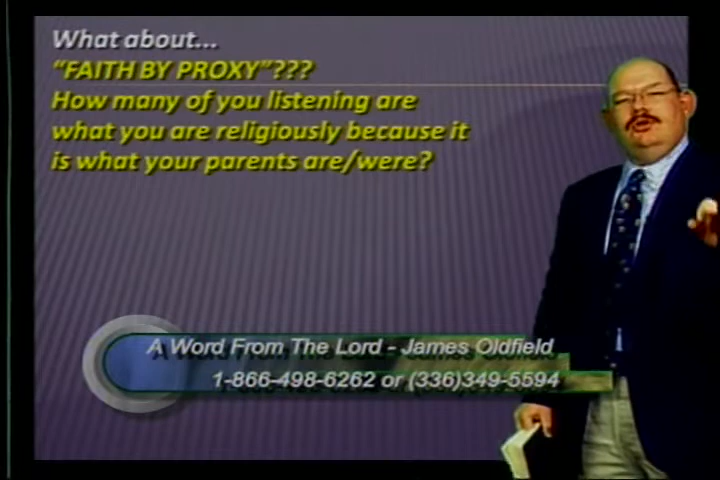 What about...
"FAITH BY PROXY"???
How many of you listening are
what you are religiously because it
is what your parents are/were?
A Word From The Lord - James Oldfield
1-866-498-6262 or (336)349-5594